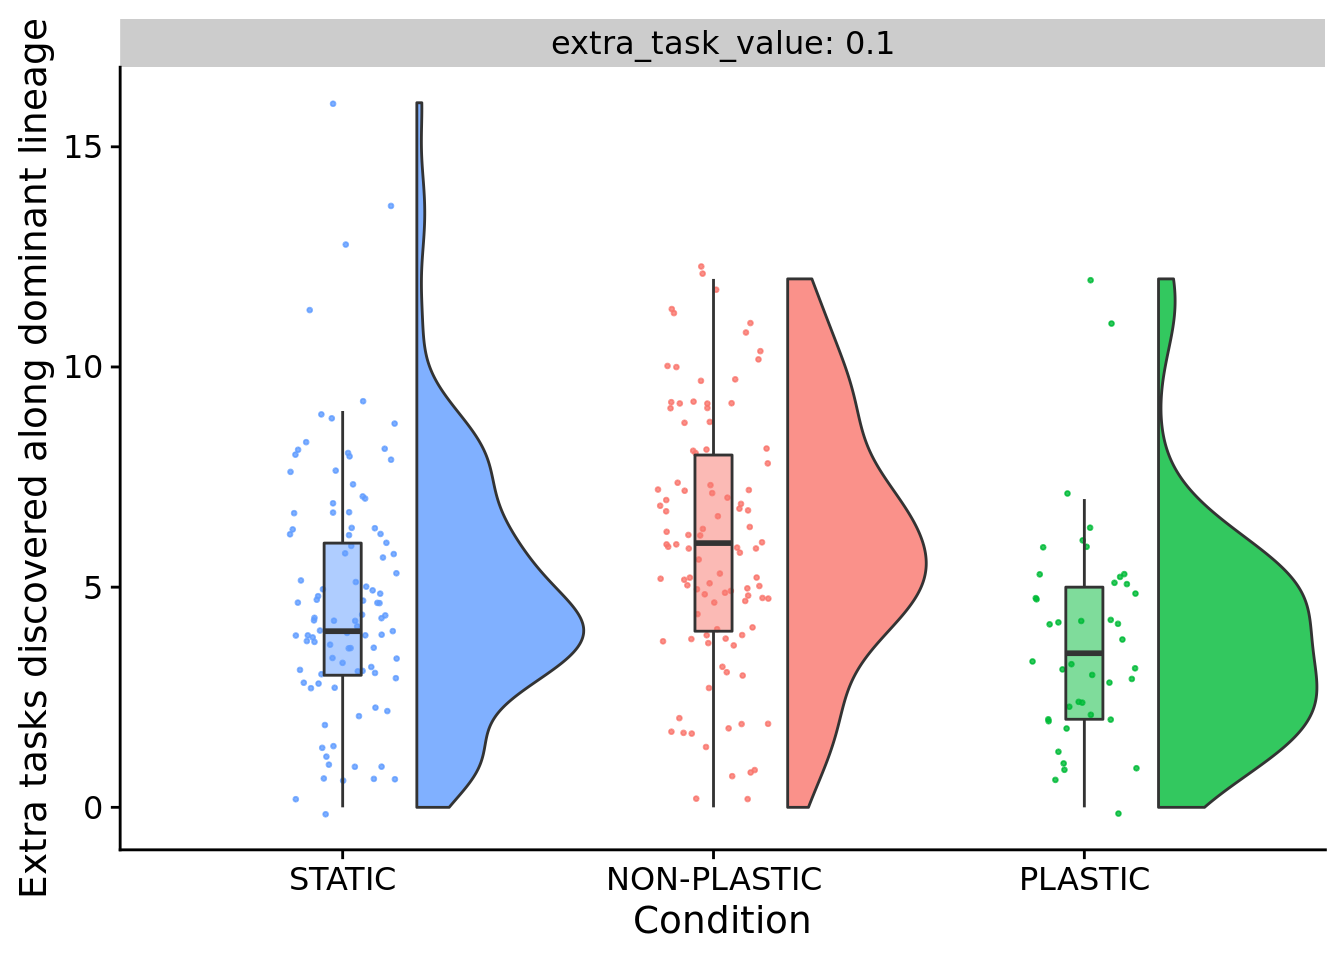 extra_task_value: 0.1
Extra tasks discovered along dominant lineage
15
10
5
0
STATIC
NON-PLASTIC
PLASTIC
Condition